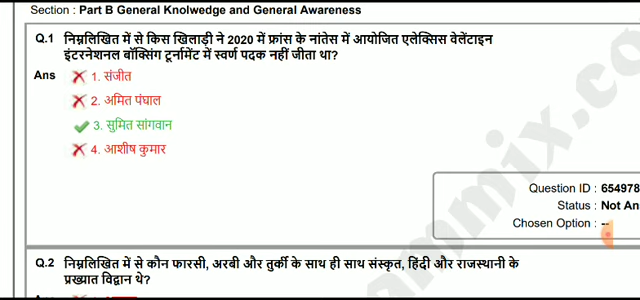 Section : Part B General Knolwedge and General Awareness
Q.1 निम्नलिखित में से किस खिलाड़ी ने 2020 में फ्रांस के नांतेस में आयोजित एलेक्सिस वेलेंटाइन
इंटरनेशनल बॉक्सिंग टूर्नामेंट में स्वर्ण पदक नहीं जीता था?
Ans 1. संजीत
2. अमित पंघाल
3. सुमित सांगवान
4. आशीष कुमार
Question ID : 654978
Status : Not An
Chosen Option : --
Q.2 निम्नलिखित में से कौन फारसी, अरबी और तुर्की के साथ ही साथ संस्कृत, हिंदी और राजस्थानी के
प्रख्यात विद्वान थे?